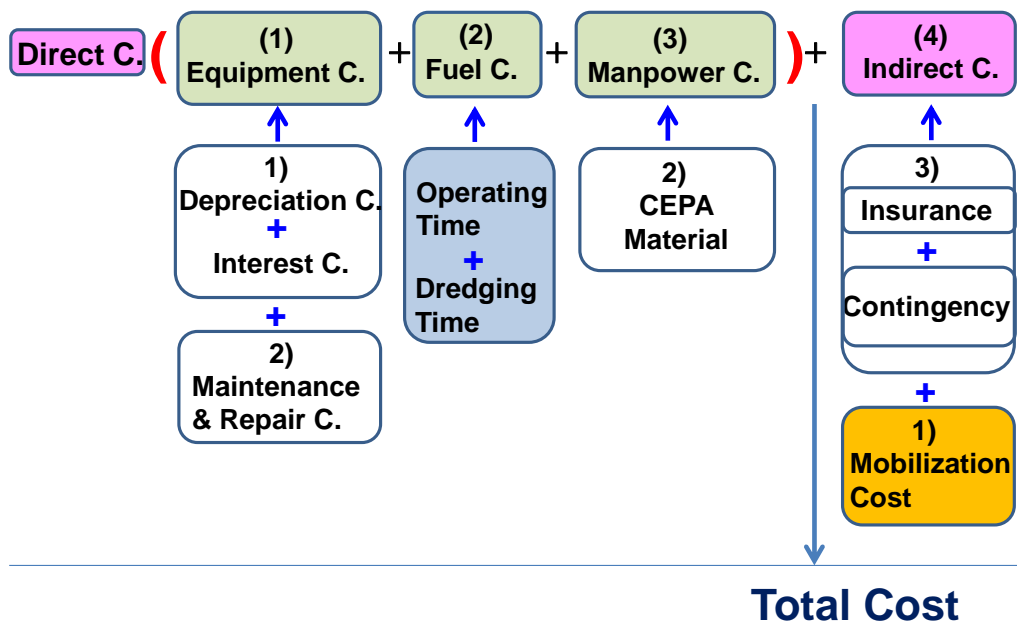 Direct C. ( (1) + (2) + (3) ) + (4)
Equipment C. Fuel C. Manpower C. Indirect C.
1)
Depreciation C.
+
Interest C.
+
2)
Maintenance
& Repair C.
Operating
Time
+
Dredging
Time
2)
CEPA
Material
3)
Insurance
+
Contingency
+
1)
Mobilization
Cost
Total Cost